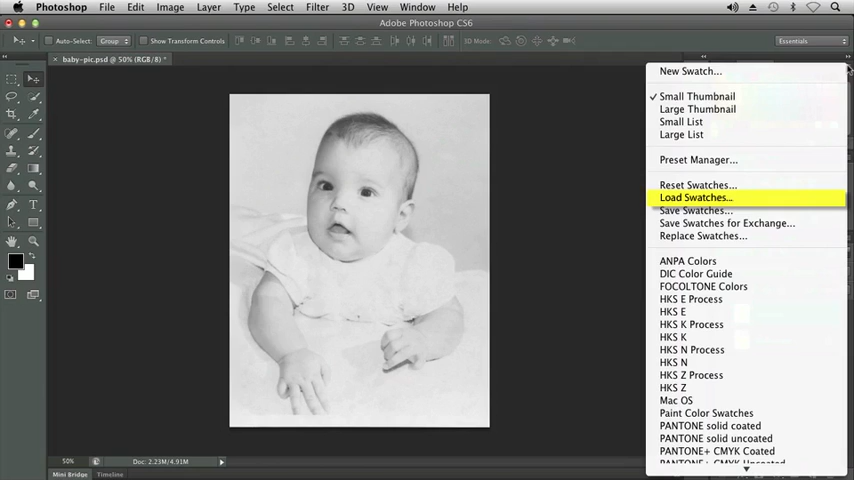 Photoshop File Edit Image Layer Type Select Filter 3D View Window Help
Adobe Photoshop CS6
Auto-Select: Group Show Transform Controls 3D Mode: Essentials
× baby-pic.psd @ 50% (RGB/8) *
New Swatch...
✓ Small Thumbnail
Large Thumbnail
Small List
Large List
Preset Manager...
Reset Swatches...
Load Swatches...
Save Swatches...
Save Swatches for Exchange...
Replace Swatches...
ANPA Colors
DIC Color Guide
FOCOLTONE Colors
HKS E Process
HKS E
HKS K Process
HKS K
HKS N Process
HKS N
HKS Z Process
HKS Z
Mac OS
Paint Color Swatches
PANTONE solid coated
PANTONE solid uncoated
PANTONE+ CMYK Coated
PANTONE+ CMYK Uncoated
50% Doc: 2.23M/4.91M
Mini Bridge Timeline